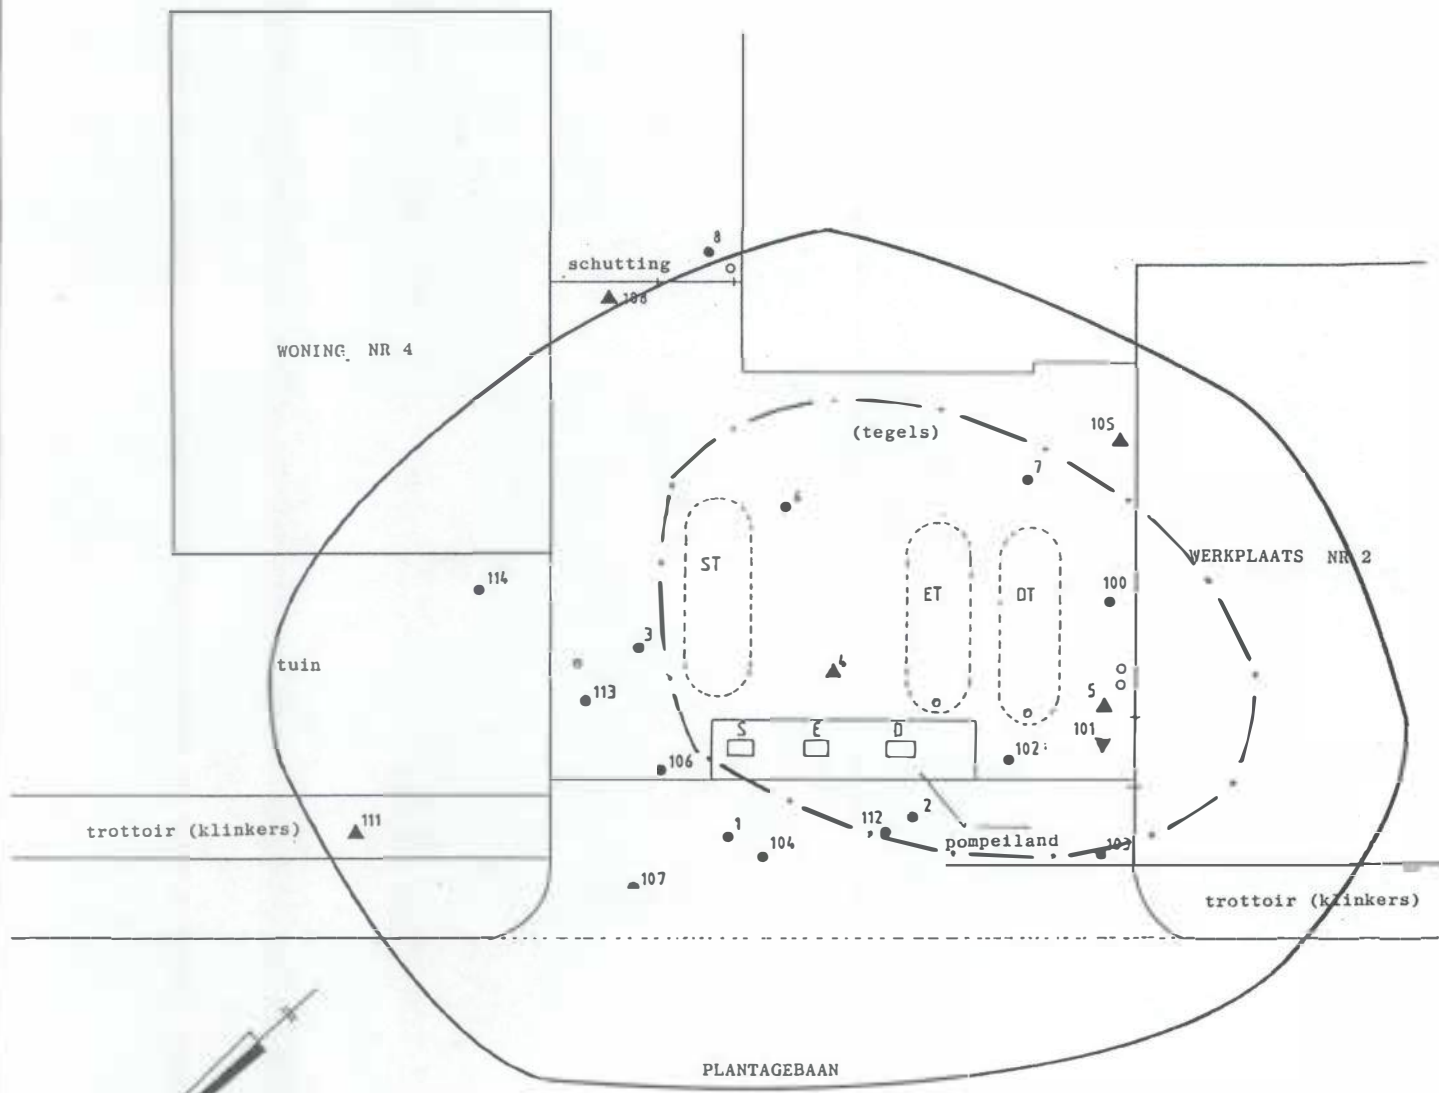 8
schutting
108
WONING NR 4
105
(tegels)
7
6
ST
WERKPLAATS NR 2
114
100
ET
DT
3
tuin
4
113
5
S
E
D
101
102
106
2
111
trottoir (klinkers)
1
112
104
pompeiland
103
107
trottoir (klinkers)
PLANTAGEBAAN